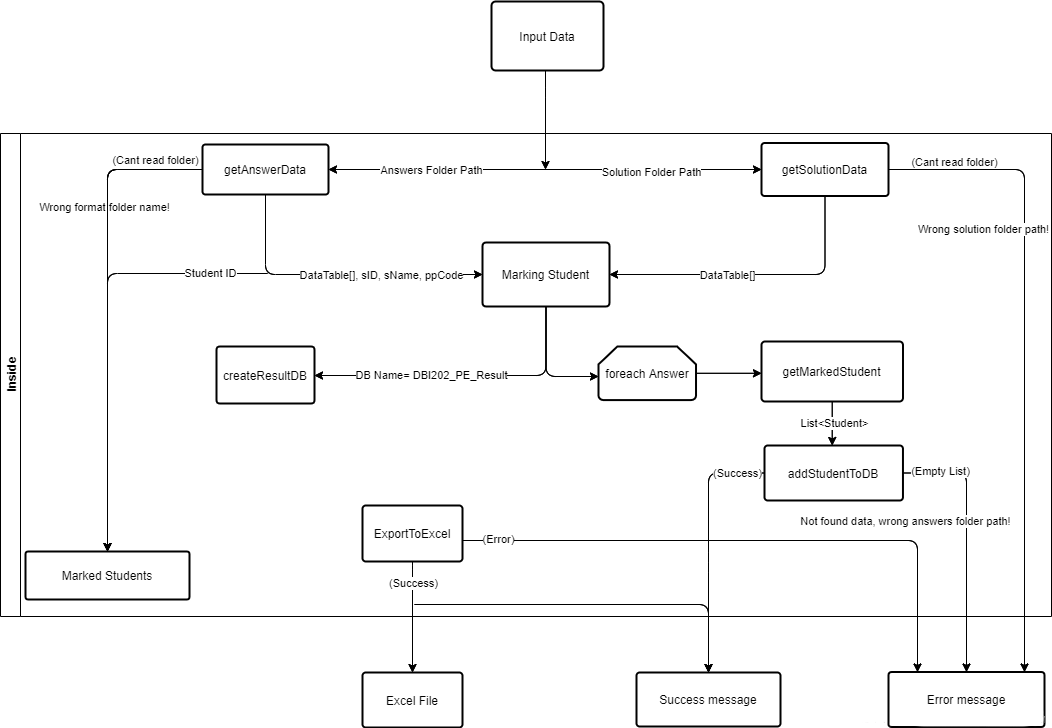 Input Data
(Cant read folder)
getAnswerData
Answers Folder Path
Solution Folder Path
getSolutionData
(Cant read folder)
Wrong format folder name!
Wrong solution folder path!
Student ID
DataTable[], sID, sName, ppCode
Marking Student
DataTable[]
Inside
createResultDB
DB Name= DBI202_PE_Result
foreach Answer
getMarkedStudent
List<Student>
(Success)
addStudentToDB
(Empty List)
Not found data, wrong answers folder path!
ExportToExcel
(Error)
(Success)
Marked Students
Excel File
Success message
Error message